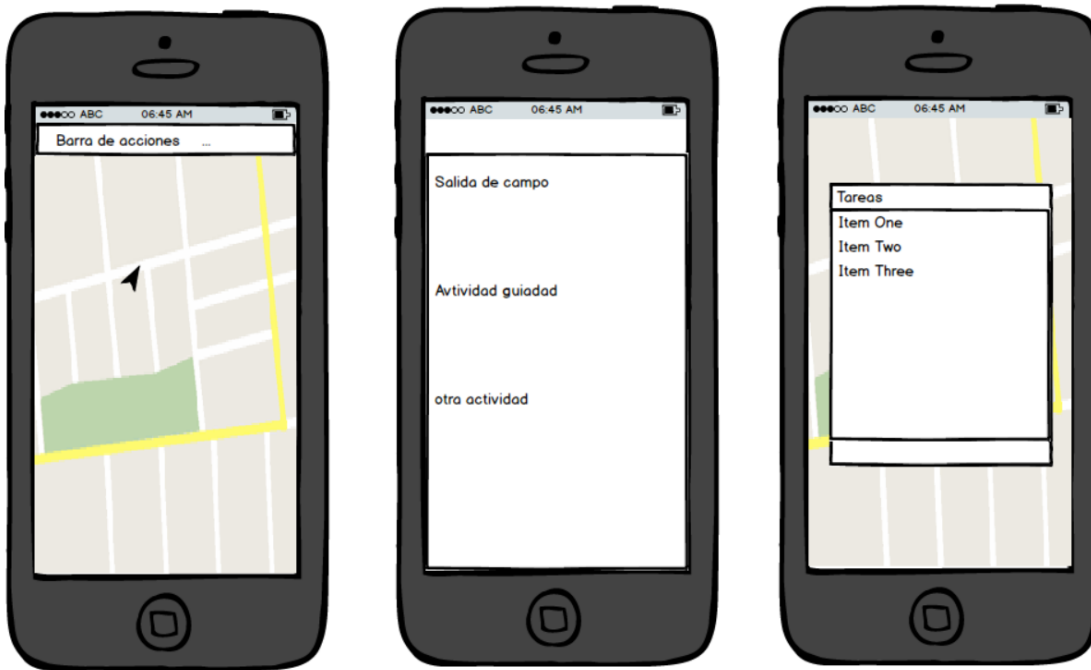 ABC 06:45 AM
Barra de acciones ...
ABC 06:45 AM
Salida de campo
Avtividad guiadad
otra actividad
ABC 06:45 AM
Tareas
Item One
Item Two
Item Three